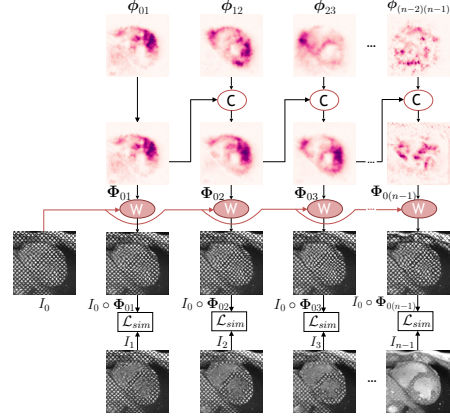 ϕ₀₁ ϕ₁₂ ϕ₂₃ ϕ₍ₙ₋₂₎₍ₙ₋₁₎
...
C C C
...
Φ₀₁ Φ₀₂ Φ₀₃ Φ₀₍ₙ₋₁₎
W W W ... W
I₀ I₀ ∘ Φ₀₁ I₀ ∘ Φ₀₂ I₀ ∘ Φ₀₃ I₀ ∘ Φ₀₍ₙ₋₁₎
ℒsim ℒsim ℒsim ℒsim
I₁ I₂ I₃ Iₙ₋₁
...